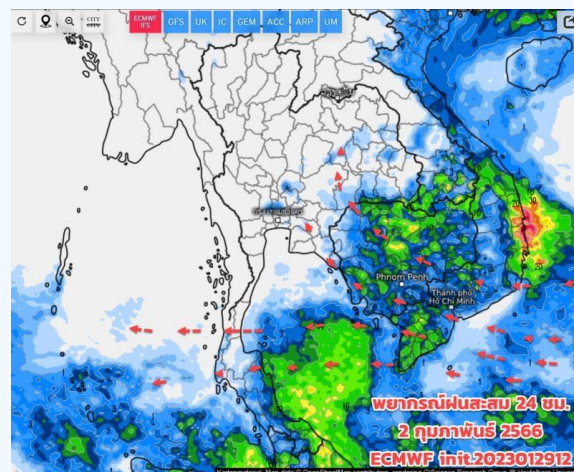 CITY
ECMWF
IFS
GFS
UK
IC
GEM
ACC
ARP
UM
Phnom Penh
Thành phố
Hồ Chí Minh
พยากรณ์ฝนสะสม 24 ชม.
2 กุมภาพันธ์ 2566
ECMWF init.2023012912